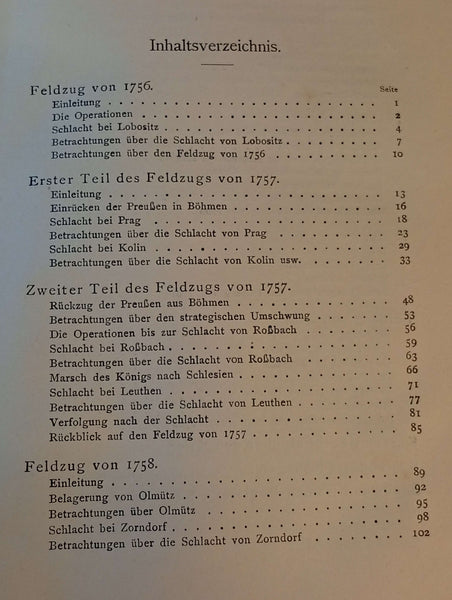 Inhaltsverzeichnis.
Feldzug von 1756. Seite
Einleitung . . . . . . . . . . . . . . . . . . . . 1
Die Operationen . . . . . . . . . . . . . . . . . . 2
Schlacht bei Lobositz . . . . . . . . . . . . . . . 4
Betrachtungen über die Schlacht von Lobositz . . . . . 7
Betrachtungen über den Feldzug von 1756 . . . . . . . 10
Erster Teil des Feldzugs von 1757.
Einleitung . . . . . . . . . . . . . . . . . . . . 13
Einrücken der Preußen in Böhmen . . . . . . . . . . . 16
Schlacht bei Prag . . . . . . . . . . . . . . . . . 18
Betrachtungen über die Schlacht von Prag . . . . . . . 23
Schlacht bei Kolin . . . . . . . . . . . . . . . . . 29
Betrachtungen über die Schlacht von Kolin usw. . . . . . 33
Zweiter Teil des Feldzugs von 1757.
Rückzug der Preußen aus Böhmen . . . . . . . . . . . 48
Betrachtungen über den strategischen Umschwung . . . . . 53
Die Operationen bis zur Schlacht von Roßbach . . . . . 56
Schlacht bei Roßbach . . . . . . . . . . . . . . . . 59
Betrachtungen über die Schlacht von Roßbach . . . . . . 63
Marsch des Königs nach Schlesien . . . . . . . . . . . 66
Schlacht bei Leuthen . . . . . . . . . . . . . . . . 71
Betrachtungen über die Schlacht von Leuthen . . . . . . 77
Verfolgung nach der Schlacht . . . . . . . . . . . . 81
Rückblick auf den Feldzug von 1757 . . . . . . . . . . 85
Feldzug von 1758.
Einleitung . . . . . . . . . . . . . . . . . . . . 89
Belagerung von Olmütz . . . . . . . . . . . . . . . 92
Betrachtungen über Olmütz . . . . . . . . . . . . . 95
Schlacht bei Zorndorf . . . . . . . . . . . . . . . 98
Betrachtungen über die Schlacht von Zorndorf . . . . . . 102